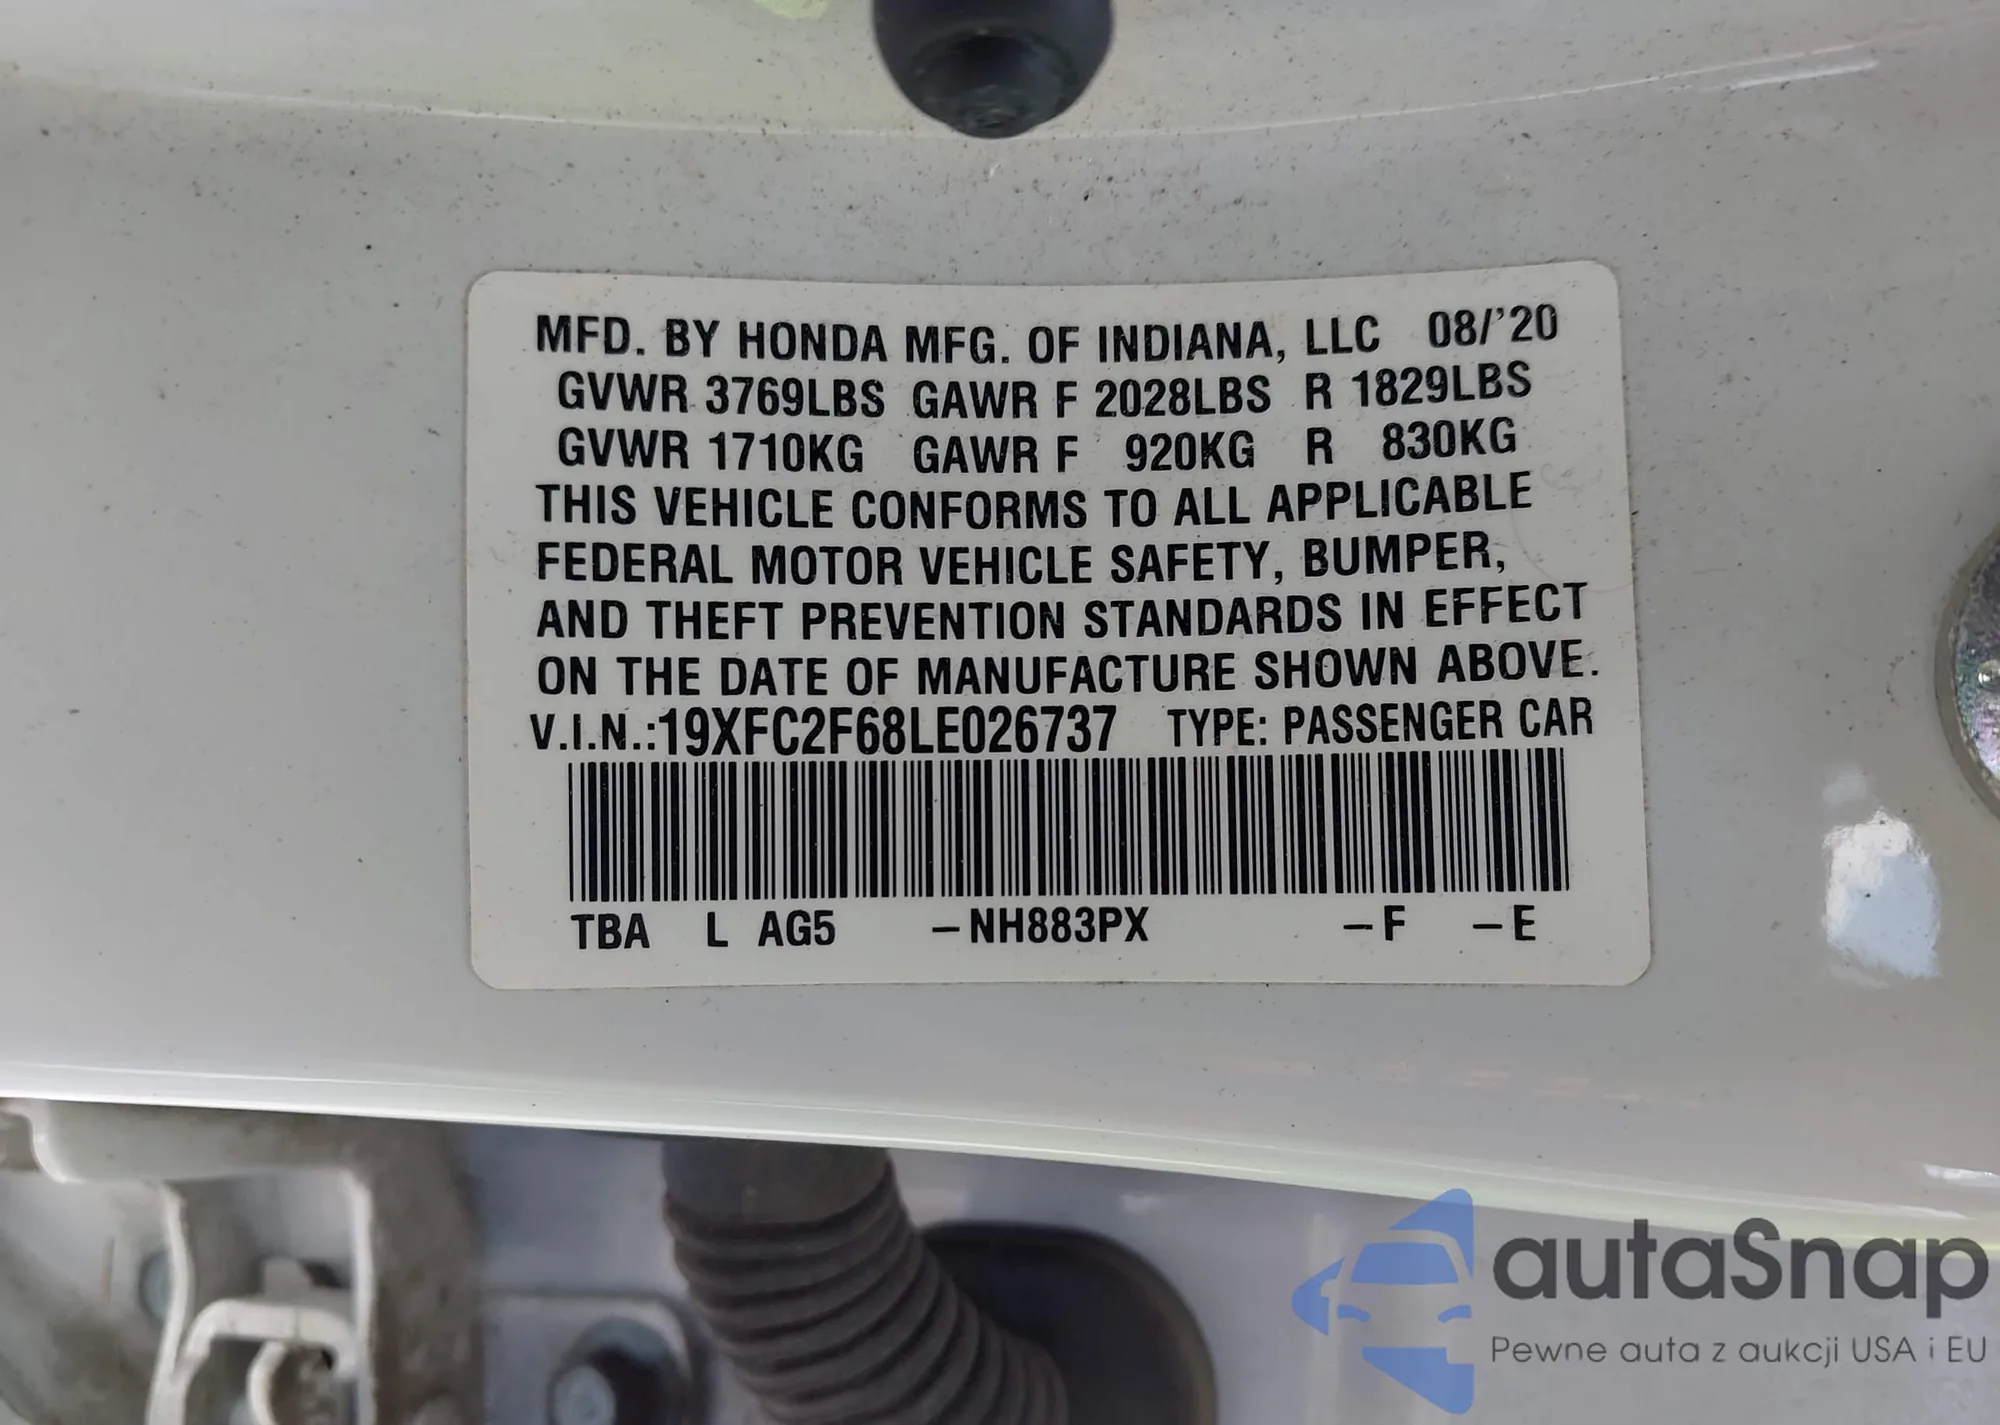 MFD. BY HONDA MFG. OF INDIANA, LLC 08/'20
GVWR 3769LBS GAWR F 2028LBS R 1829LBS
GVWR 1710KG GAWR F 920KG R 830KG
THIS VEHICLE CONFORMS TO ALL APPLICABLE
FEDERAL MOTOR VEHICLE SAFETY, BUMPER,
AND THEFT PREVENTION STANDARDS IN EFFECT
ON THE DATE OF MANUFACTURE SHOWN ABOVE.
V.I.N.:19XFC2F68LE026737 TYPE: PASSENGER CAR
TBA L AG5 –NH883PX –F –E
autaSnap
Pewne auta z aukcji USA i EU